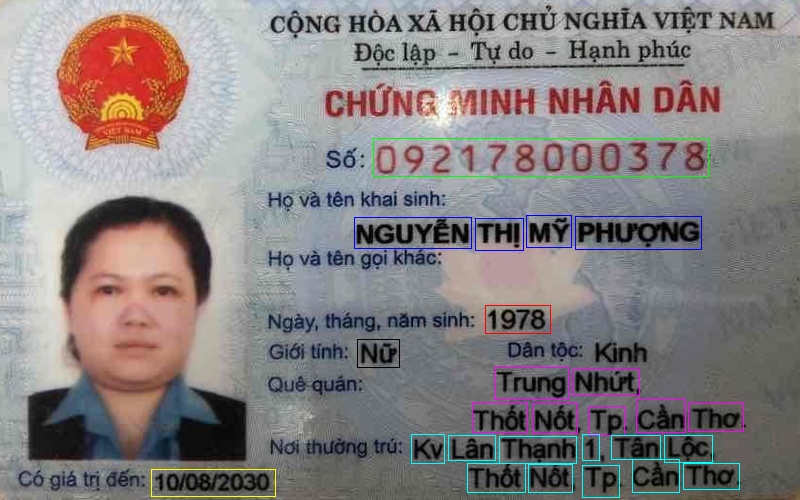 CỘNG HÒA XÃ HỘI CHỦ NGHĨA VIỆT NAM
Độc lập - Tự do - Hạnh phúc
CHỨNG MINH NHÂN DÂN
Số: 092178000378
Họ và tên khai sinh:
NGUYỄN THỊ MỸ PHƯỢNG
Họ và tên gọi khác:
Ngày, tháng, năm sinh: 1978
Giới tính: Nữ Dân tộc: Kinh
Quê quán: Trung Nhứt,
Thốt Nốt, Tp. Cần Thơ.
Nơi thường trú: Kv Lân Thạnh 1, Tân Lộc,
Thốt Nốt, Tp. Cần Thơ.
Có giá trị đến: 10/08/2030
VIỆT NAM